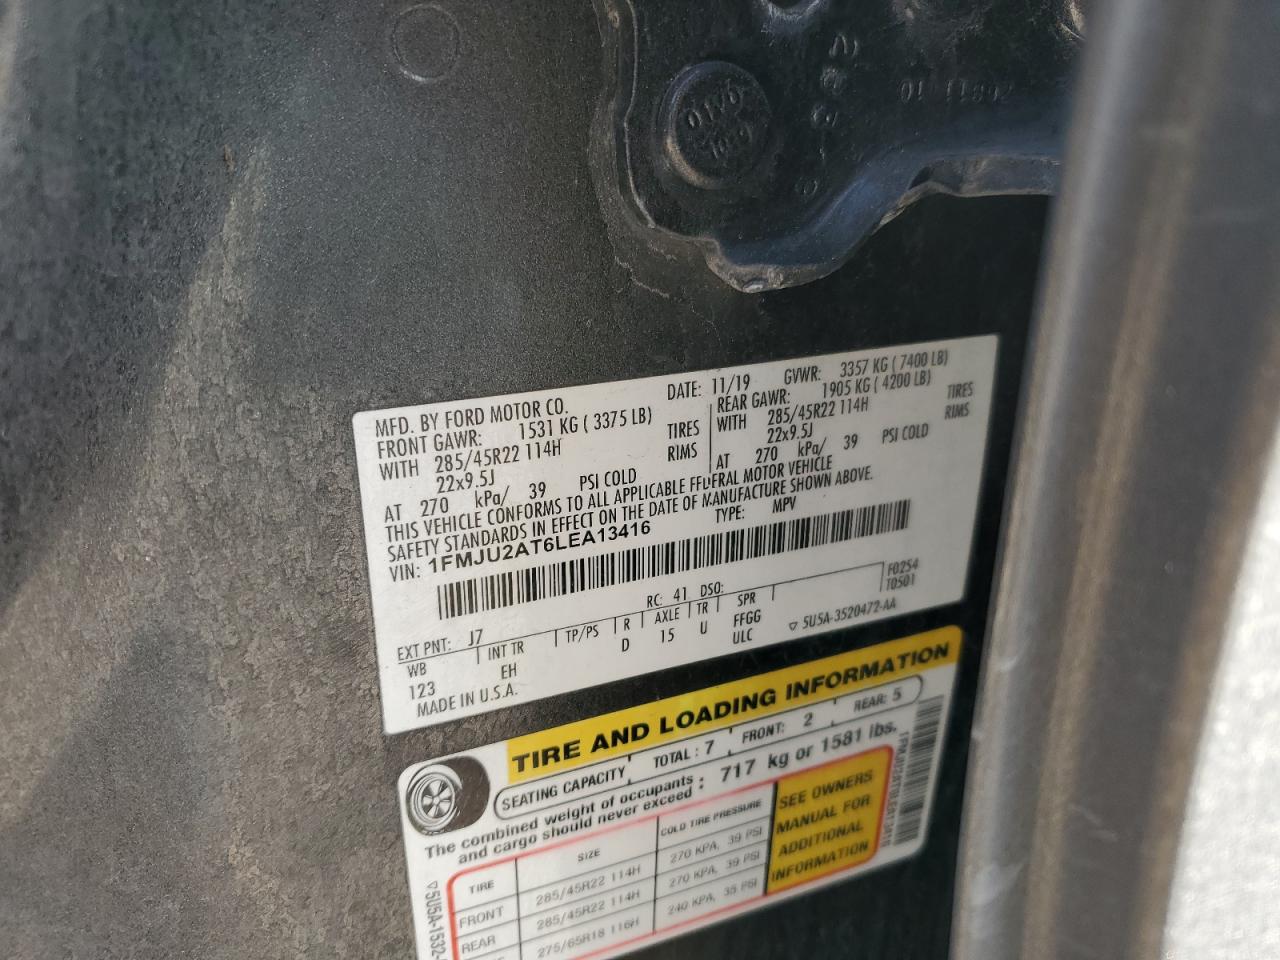 MFD. BY FORD MOTOR CO.
DATE: 11/19 GVWR: 3357 KG ( 7400 LB)
FRONT GAWR: 1531 KG ( 3375 LB)
REAR GAWR: 1905 KG ( 4200 LB)
WITH 285/45R22 114H TIRES
WITH 285/45R22 114H TIRES
22x9.5J RIMS
22x9.5J RIMS
AT 270 kPa/ 39 PSI COLD
AT 270 kPa/ 39 PSI COLD
THIS VEHICLE CONFORMS TO ALL APPLICABLE FEDERAL MOTOR VEHICLE
SAFETY STANDARDS IN EFFECT ON THE DATE OF MANUFACTURE SHOWN ABOVE.
VIN: 1FMJU2AT6LEA13416 TYPE: MPV
RC: 41 DSO: F0254
EXT PNT: J7 T0501
WB INT TR TP/PS R AXLE TR SPR
123 EH D 15 U FFGG
ULC
MADE IN U.S.A. ▽ 5U5A-3520472-AA
TIRE AND LOADING INFORMATION
SEATING CAPACITY TOTAL : 7 FRONT: 2 REAR: 5
The combined weight of occupants and cargo should never exceed : 717 kg or 1581 lbs.
TIRE SIZE COLD TIRE PRESSURE
FRONT 285/45R22 114H 270 KPA, 39 PSI
REAR 285/45R22 114H 270 KPA, 39 PSI
275/65R18 116H 240 KPA, 35 PSI
SEE OWNERS
MANUAL FOR
ADDITIONAL
INFORMATION
▽5U5A-1532-